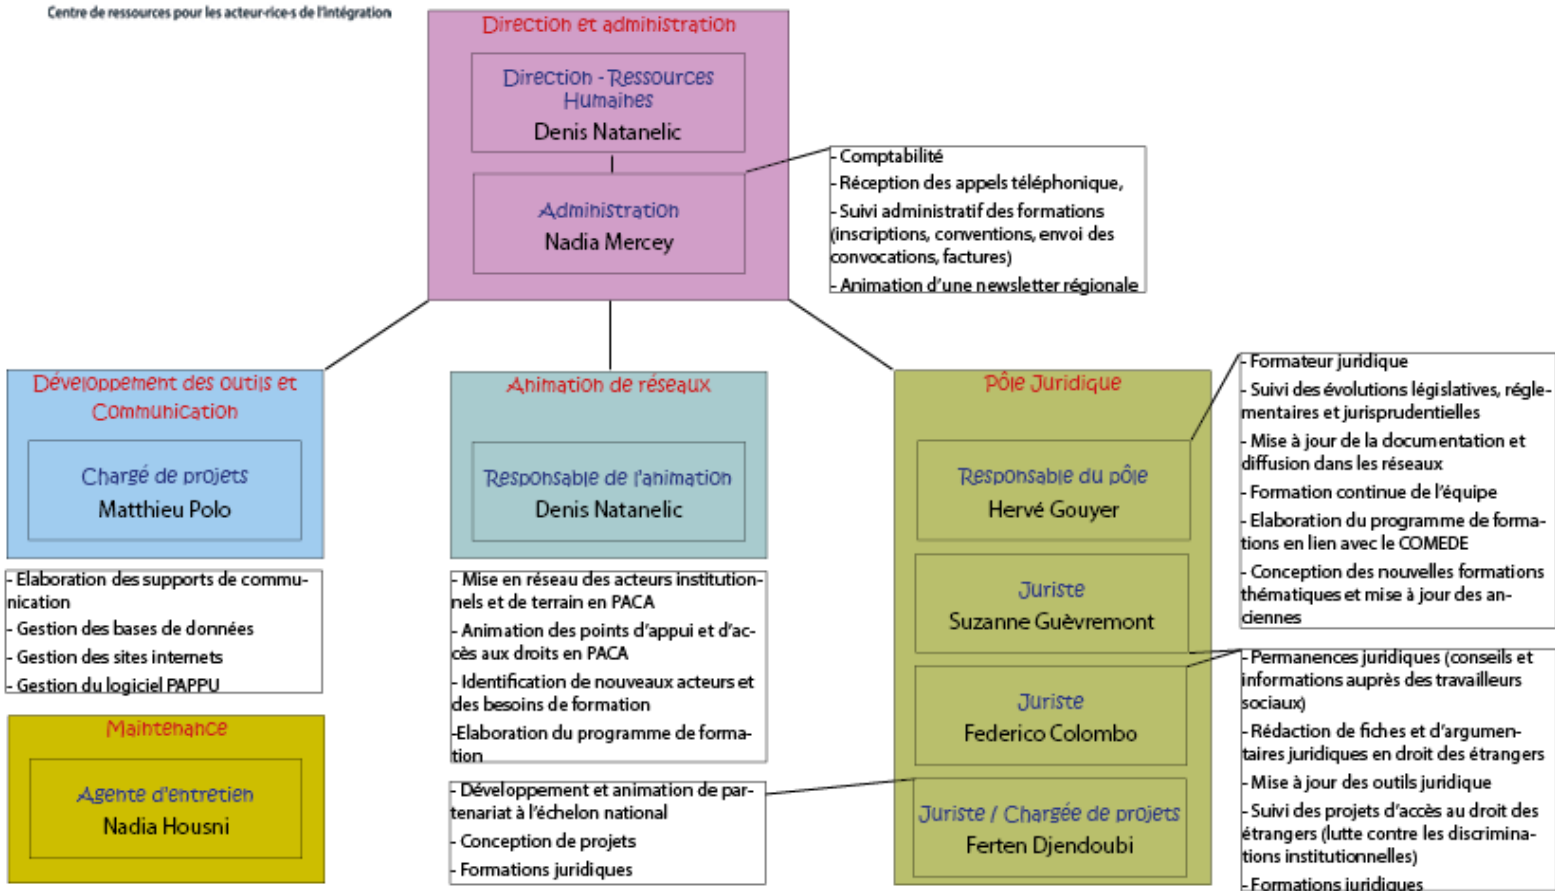 Centre de ressources pour les acteur·rice·s de l'intégration
Direction et administration
Direction - Ressources
Humaines
Denis Natanelic
Administration
Nadia Mercey
- Comptabilité
- Réception des appels téléphonique,
- Suivi administratif des formations
(inscriptions, conventions, envoi des
convocations, factures)
- Animation d'une newsletter régionale
Développement des outils et
Communication
Chargé de projets
Matthieu Polo
- Elaboration des supports de commu-
nication
- Gestion des bases de données
- Gestion des sites internets
- Gestion du logiciel PAPPU
Maintenance
Agente d'entretien
Nadia Housni
Animation de réseaux
Responsable de l'animation
Denis Natanelic
- Mise en réseau des acteurs institution-
nels et de terrain en PACA
- Animation des points d'appui et d'ac-
cès aux droits en PACA
- Identification de nouveaux acteurs et
des besoins de formation
-Elaboration du programme de forma-
tion
- Développement et animation de par-
tenariat à l'échelon national
- Conception de projets
- Formations juridiques
Pôle Juridique
Responsable du pôle
Hervé Gouyer
Juriste
Suzanne Guèvremont
Juriste
Federico Colombo
Juriste / Chargée de projets
Ferten Djendoubi
- Formateur juridique
- Suivi des évolutions législatives, régle-
mentaires et jurisprudentielles
- Mise à jour de la documentation et
diffusion dans les réseaux
- Formation continue de l'équipe
- Elaboration du programme de forma-
tions en lien avec le COMEDE
- Conception des nouvelles formations
thématiques et mise à jour des an-
ciennes
- Permanences juridiques (conseils et
informations auprès des travailleurs
sociaux)
- Rédaction de fiches et d'argumen-
taires juridiques en droit des étrangers
- Mise à jour des outils juridique
- Suivi des projets d'accès au droit des
étrangers (lutte contre les discrimina-
tions institutionnelles)
- Formations juridiques